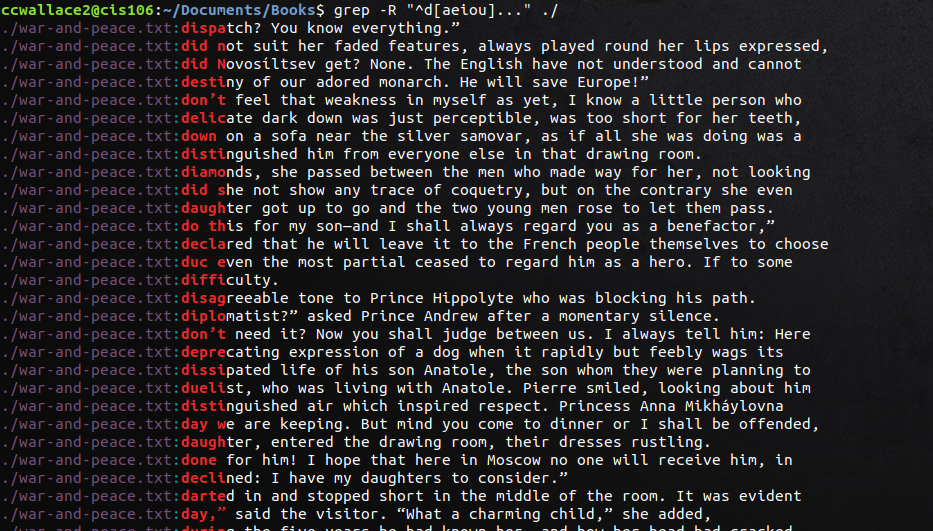 ccwallace2@cis106:~/Documents/Books$ grep -R "^d[aeiou]..." ./
./war-and-peace.txt:dispatch? You know everything.”
./war-and-peace.txt:did not suit her faded features, always played round her lips expressed,
./war-and-peace.txt:did Novosiltsev get? None. The English have not understood and cannot
./war-and-peace.txt:destiny of our adored monarch. He will save Europe!”
./war-and-peace.txt:don’t feel that weakness in myself as yet, I know a little person who
./war-and-peace.txt:delicate dark down was just perceptible, was too short for her teeth,
./war-and-peace.txt:down on a sofa near the silver samovar, as if all she was doing was a
./war-and-peace.txt:distinguished him from everyone else in that drawing room.
./war-and-peace.txt:diamonds, she passed between the men who made way for her, not looking
./war-and-peace.txt:did she not show any trace of coquetry, but on the contrary she even
./war-and-peace.txt:daughter got up to go and the two young men rose to let them pass.
./war-and-peace.txt:do this for my son—and I shall always regard you as a benefactor,”
./war-and-peace.txt:declared that he will leave it to the French people themselves to choose
./war-and-peace.txt:duc even the most partial ceased to regard him as a hero. If to some
./war-and-peace.txt:difficulty.
./war-and-peace.txt:disagreeable tone to Prince Hippolyte who was blocking his path.
./war-and-peace.txt:diplomatist?” asked Prince Andrew after a momentary silence.
./war-and-peace.txt:don’t need it? Now you shall judge between us. I always tell him: Here
./war-and-peace.txt:deprecating expression of a dog when it rapidly but feebly wags its
./war-and-peace.txt:dissipated life of his son Anatole, the son whom they were planning to
./war-and-peace.txt:duelist, who was living with Anatole. Pierre smiled, looking about him
./war-and-peace.txt:distinguished air which inspired respect. Princess Anna Mikháylovna
./war-and-peace.txt:day we are keeping. But mind you come to dinner or I shall be offended,
./war-and-peace.txt:daughter, entered the drawing room, their dresses rustling.
./war-and-peace.txt:done for him! I hope that here in Moscow no one will receive him, in
./war-and-peace.txt:declined: I have my daughters to consider.”
./war-and-peace.txt:darted in and stopped short in the middle of the room. It was evident
./war-and-peace.txt:day,” said the visitor. “What a charming child,” she added,
./war-and-peace.txt:during the five years he had known her, and how her head had cracked